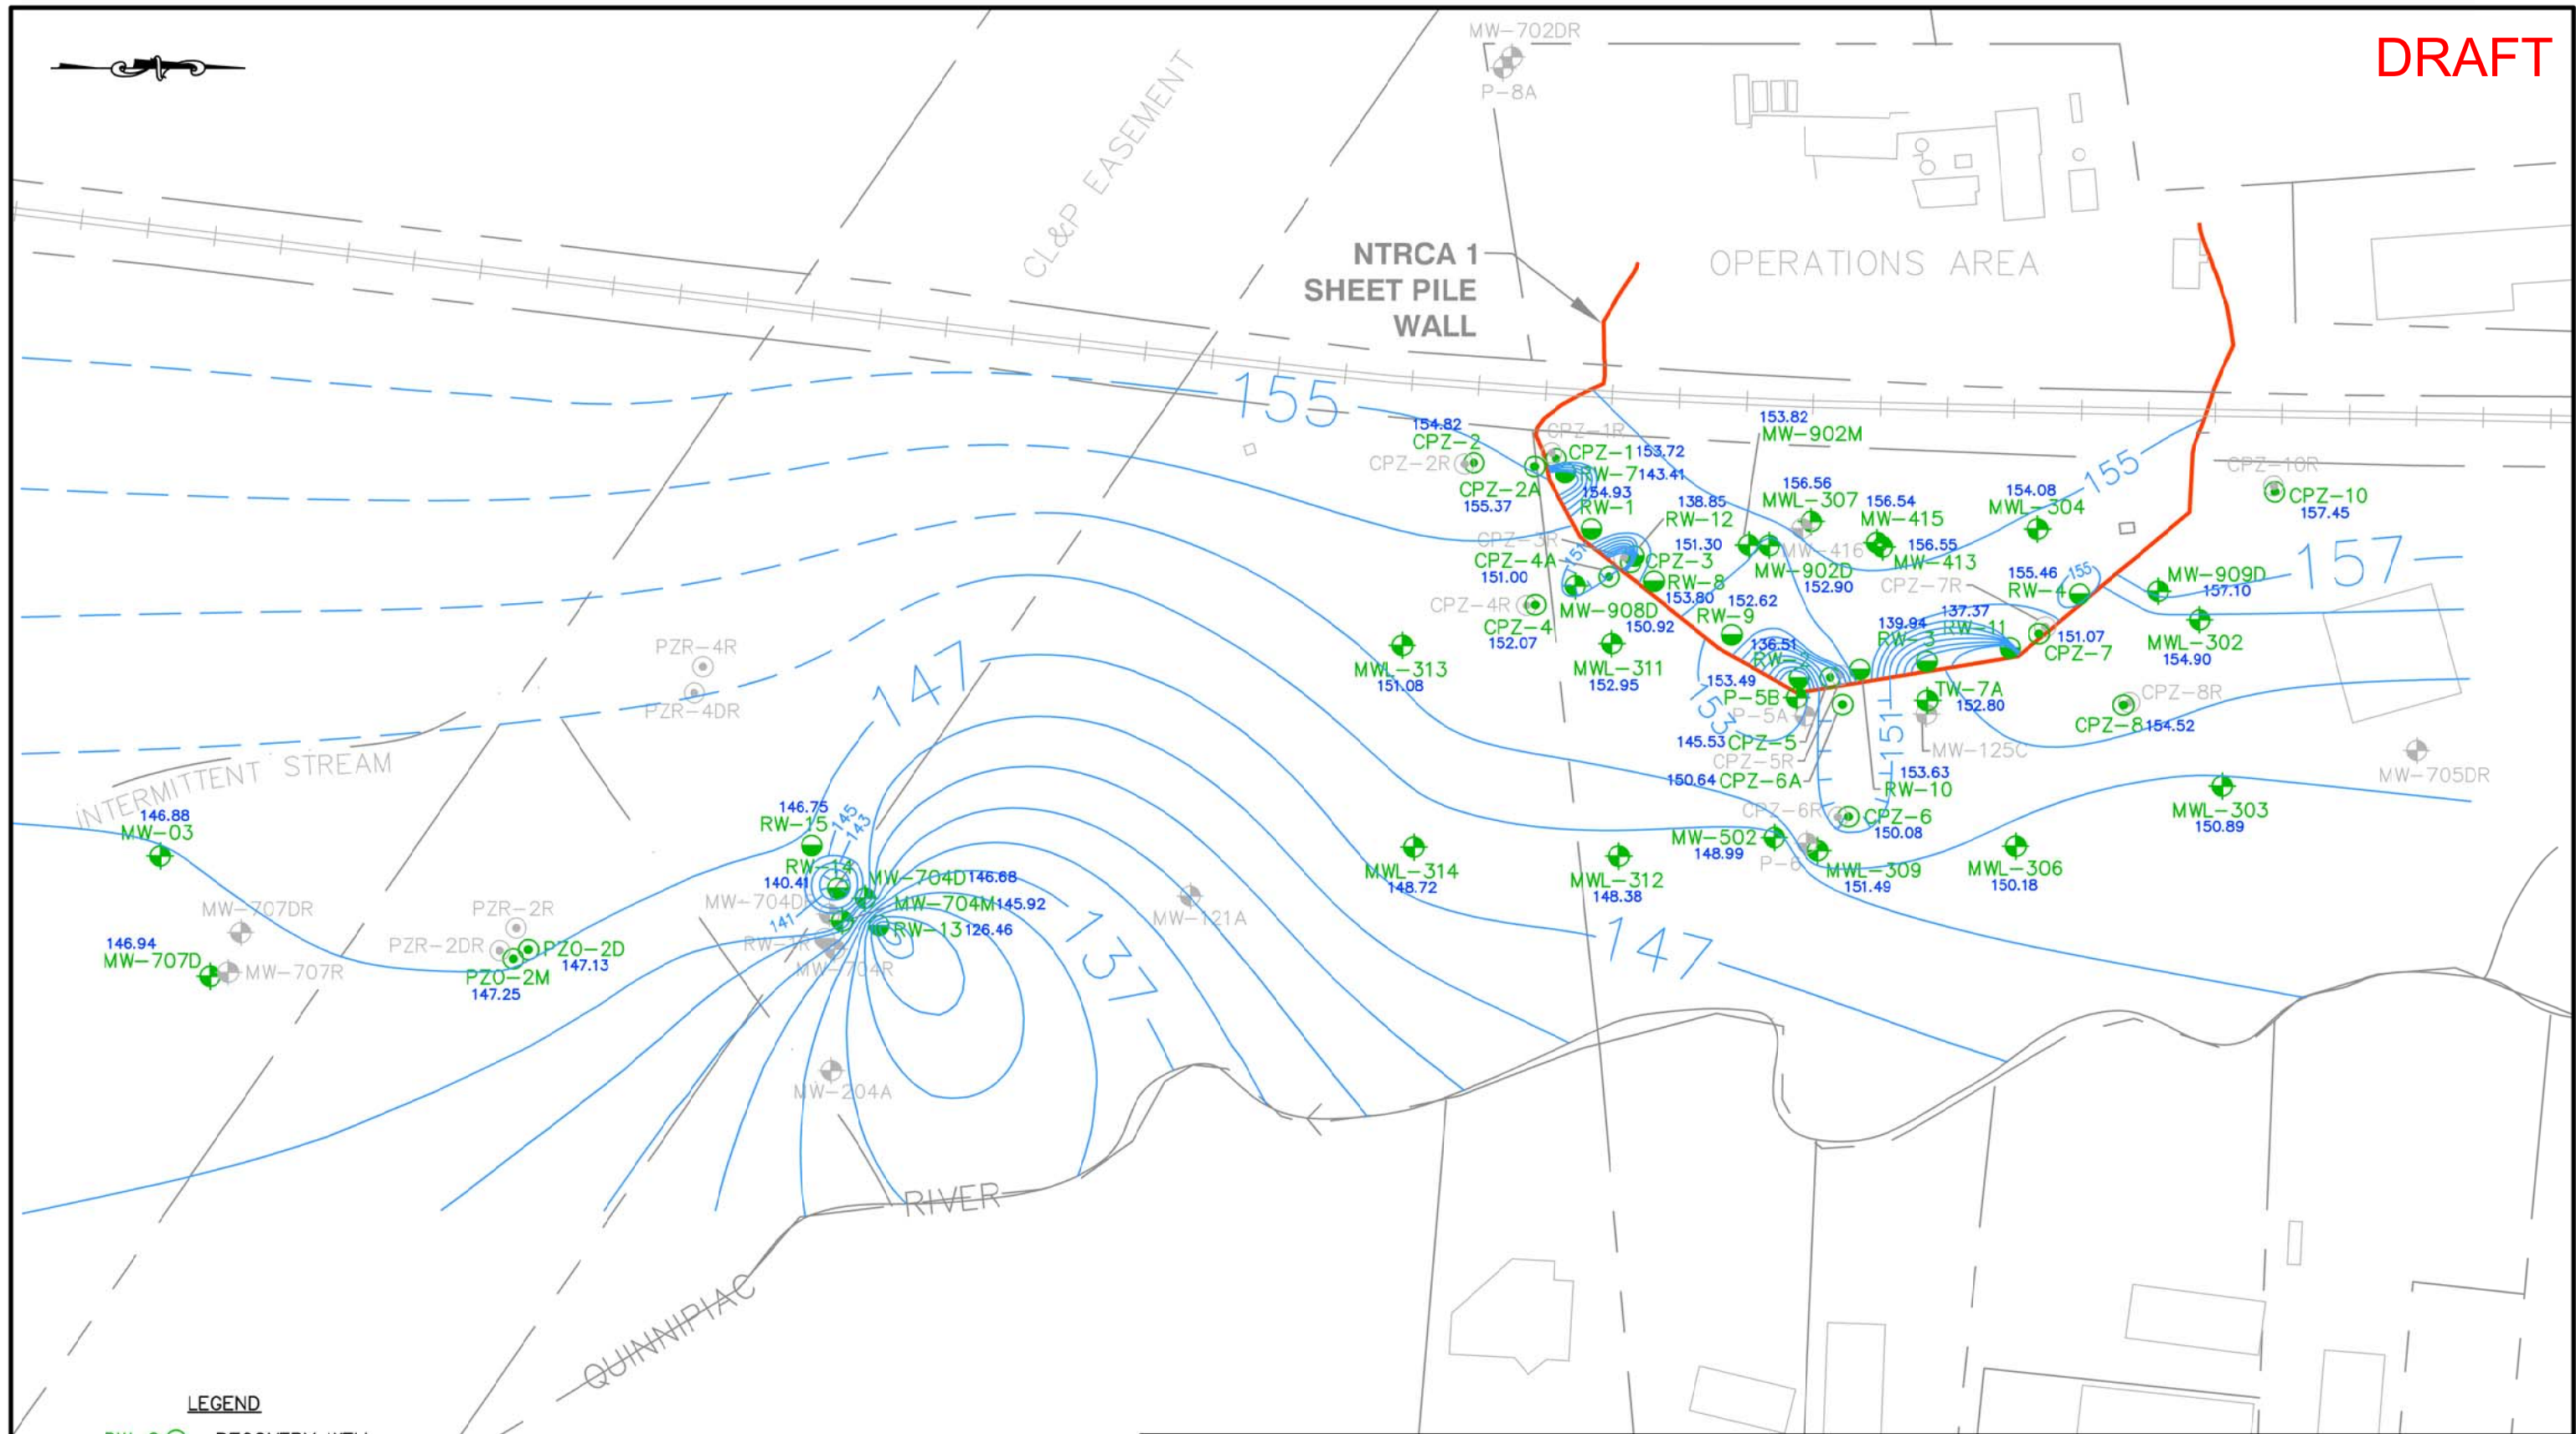 DRAFT
MW-702DR
P-8A
CL&P EASEMENT
NTRCA 1
SHEET PILE
WALL
OPERATIONS AREA
155
154.82
CPZ-2
CPZ-2R
CPZ-1R
CPZ-1 153.72
RW-7 143.41
CPZ-2A
155.37
154.93
RW-1
153.82
MW-902M
138.85
RW-12
156.56
MWL-307
156.54
MW-415
154.08
MWL-304
155
CPZ-10R
CPZ-10
157.45
CPZ-3R
CPZ-4A
151.00
151
CPZ-3
RW-8
153.80
151.30
MW-416
MW-902D
152.90
156.55
MW-413
CPZ-7R
155.46
RW-4
155
MW-909D
157.10
157
CPZ-4R
CPZ-4
152.07
MW-908D
150.92
152.62
RW-9
137.37
RW-11
139.94
RW-3
151.07
CPZ-7
MWL-302
154.90
MWL-313
151.08
MWL-311
152.95
136.51
RW-2
153.49
P-5B
P-5A
153
TW-7A
152.80
CPZ-8R
CPZ-8 154.52
PZR-4R
PZR-4DR
147
145.53 CPZ-5
CPZ-5R
150.64 CPZ-6A
151
MW-125C
153.63
RW-10
MW-705DR
INTERMITTENT STREAM
146.88
MW-03
146.75
RW-15
145
143
CPZ-6R
CPZ-6
150.08
MWL-303
150.89
MW-502
148.99
P-6
MWL-309
151.49
MWL-306
150.18
MWL-314
148.72
MWL-312
148.38
RW-14
140.41
MW-704D 146.68
MW-704DR
MW-704M 145.92
141
RW-13 126.46
RW-1R
MW-704R
137
MW-121A
147
MW-707DR
146.94
MW-707D
MW-707R
PZR-2R
PZR-2DR
PZO-2D
147.13
PZO-2M
147.25
MW-204A
QUINNIPIAC RIVER
LEGEND